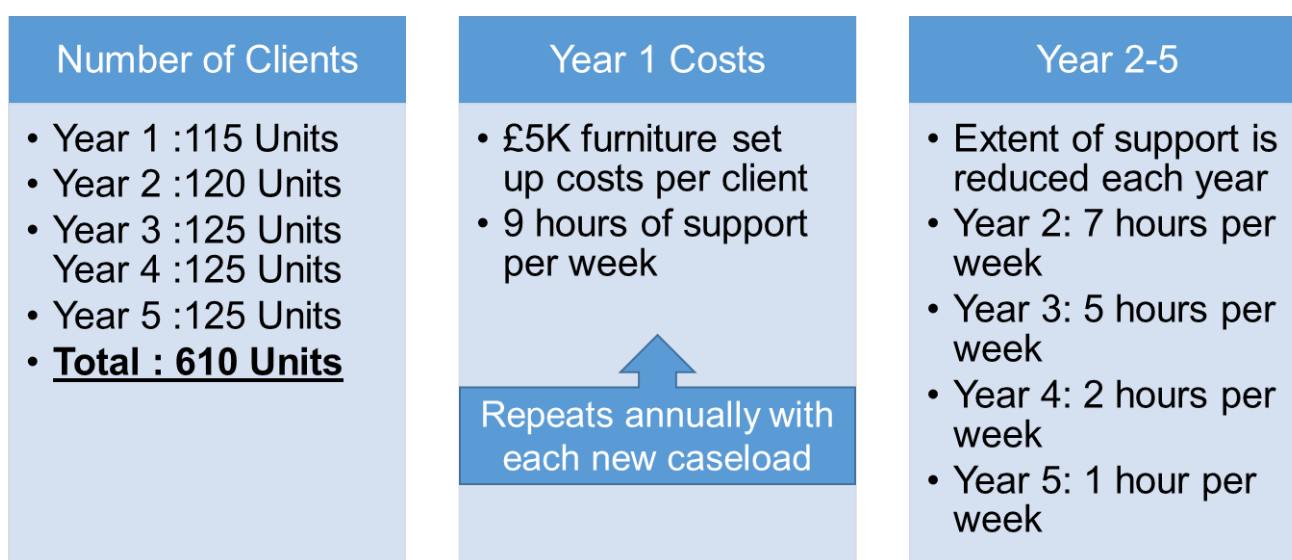 Number of Clients
• Year 1 :115 Units
• Year 2 :120 Units
• Year 3 :125 Units
Year 4 :125 Units
• Year 5 :125 Units
• Total : 610 Units
Year 1 Costs
• £5K furniture set
up costs per client
• 9 hours of support
per week
Repeats annually with
each new caseload
Year 2-5
• Extent of support is
reduced each year
• Year 2: 7 hours per
week
• Year 3: 5 hours per
week
• Year 4: 2 hours per
week
• Year 5: 1 hour per
week